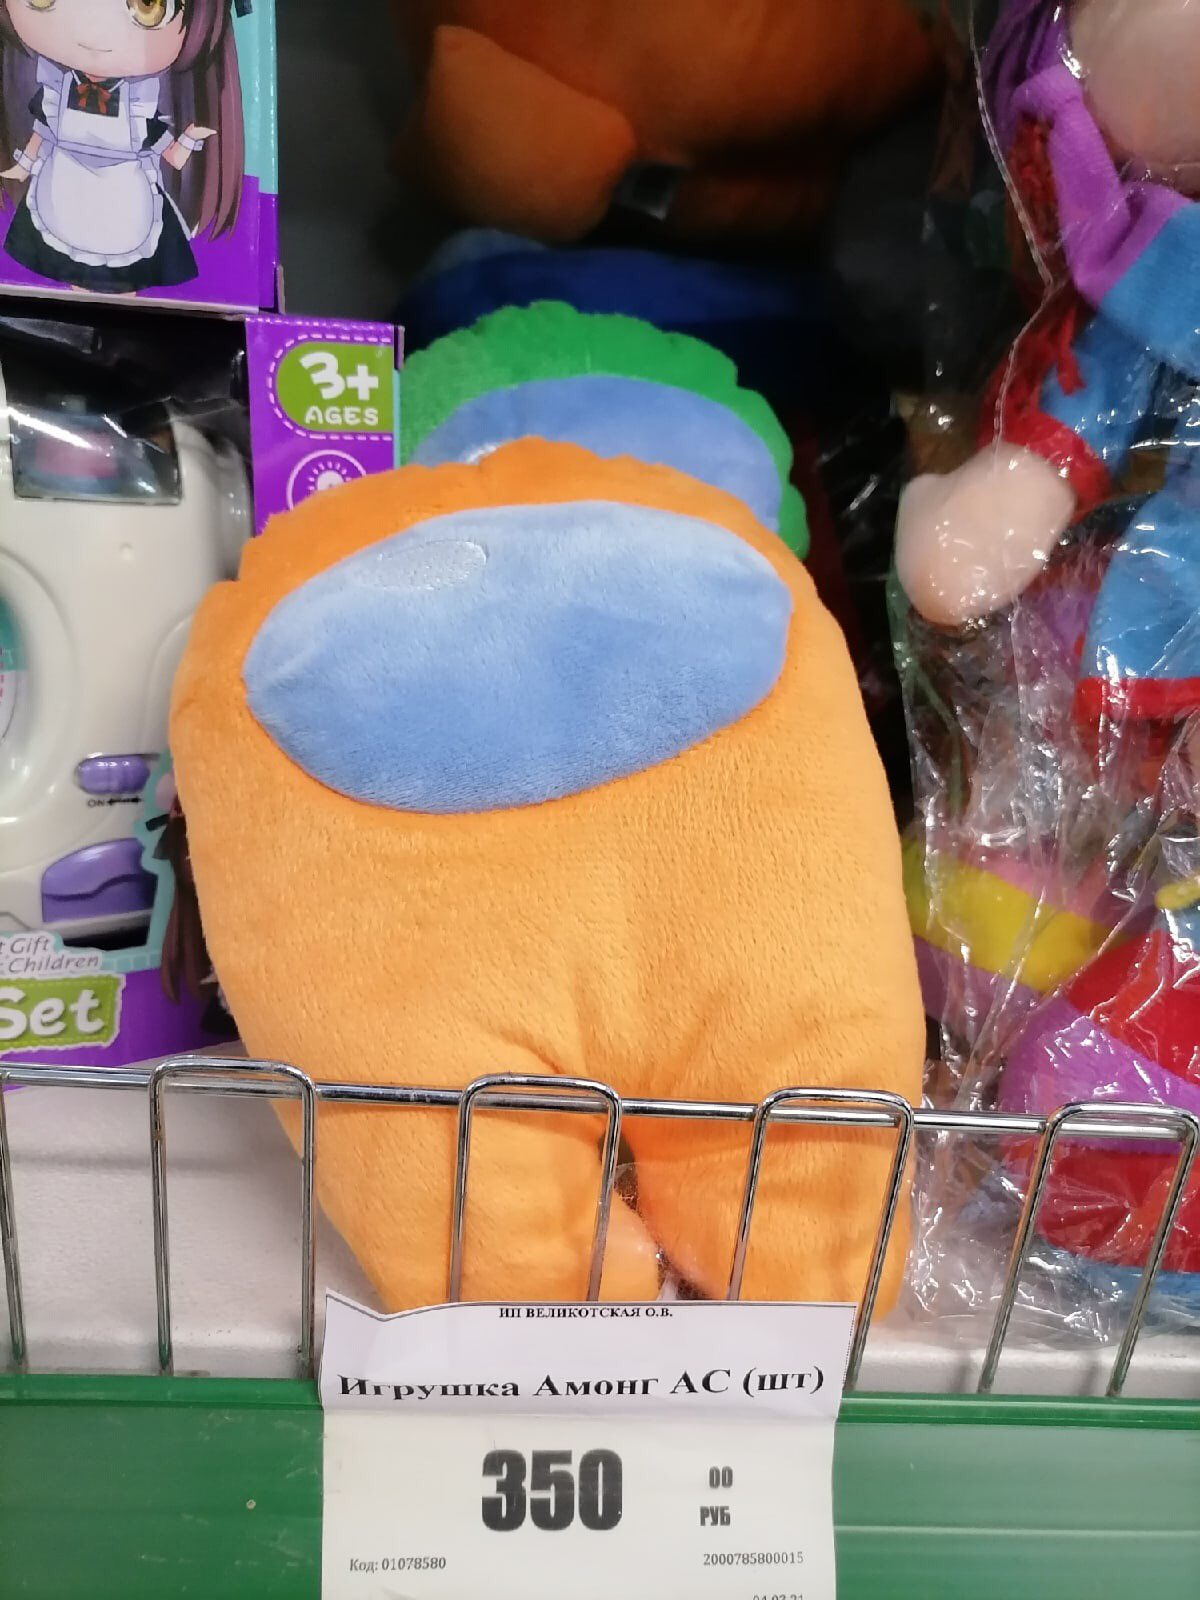 3+
AGES
ON
Gift
Children
Set
ИП ВЕЛИКОТСКАЯ О.В.
Игрушка Амонг АС (шт)
350
00
РУБ
Код: 01078580
2000785800015